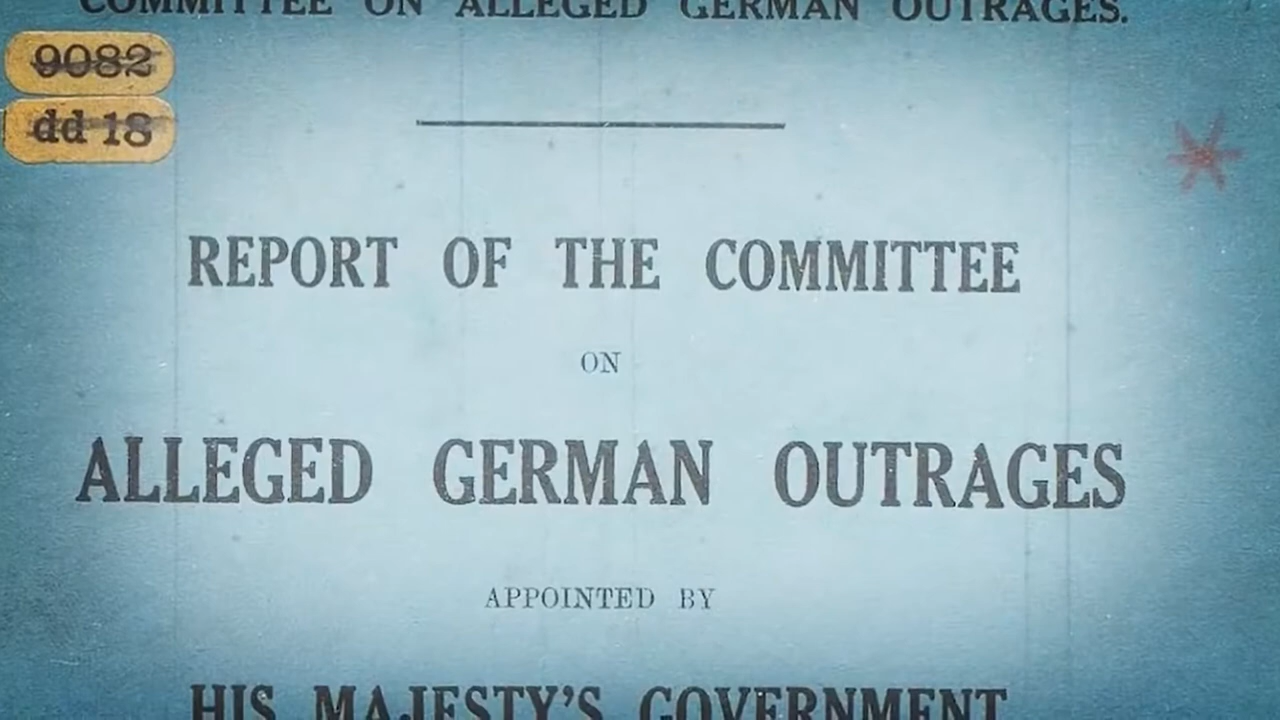 COMMITTEE ON ALLEGED GERMAN OUTRAGES.
9082
dd 18
REPORT OF THE COMMITTEE
ON
ALLEGED GERMAN OUTRAGES
APPOINTED BY
HIS MAJESTY'S GOVERNMENT